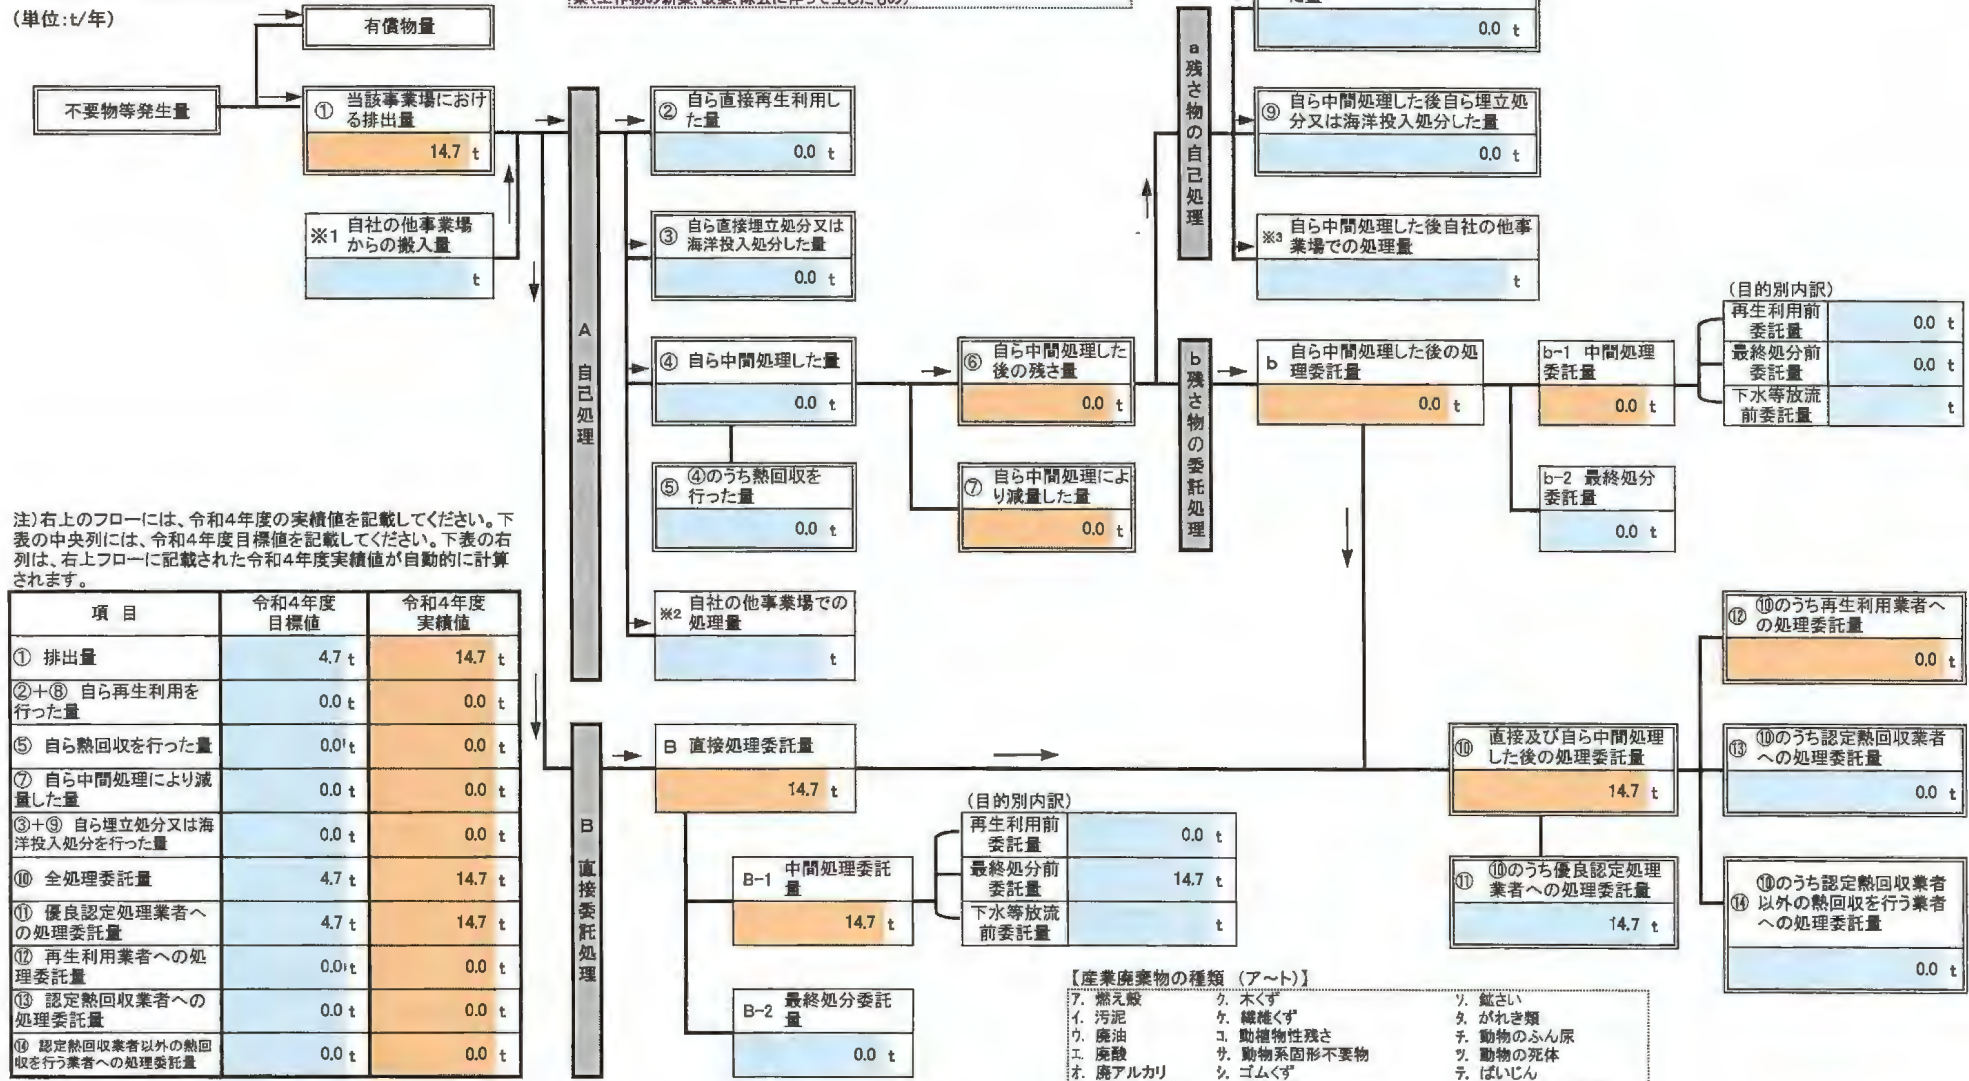 (単位:t/年)
業(工作物の新築、改築、除去に伴って生じたもの)
有償物量
不要物等発生量
① 当該事業場におけ
る排出量
14.7 t
※1 自社の他事業場
からの搬入量
t
A 自己処理
② 自ら直接再生利用し
た量
0.0 t
③ 自ら直接埋立処分又は
海洋投入処分した量
0.0 t
④ 自ら中間処理した量
0.0 t
⑤ ④のうち熱回収を
行った量
0.0 t
※2 自社の他事業場での
処理量
t
⑥ 自ら中間処理した
後の残さ量
0.0 t
⑦ 自ら中間処理によ
り減量した量
0.0 t
a 残さ物の自己処理
た量
0.0 t
⑨ 自ら中間処理した後自ら埋立処
分又は海洋投入処分した量
0.0 t
※3 自ら中間処理した後自社の他事
業場での処理量
t
b 残さ物の委託処理
b 自ら中間処理した後の処
理委託量
0.0 t
b-1 中間処理
委託量
0.0 t
b-2 最終処分
委託量
0.0 t
(目的別内訳)
再生利用前
委託量 0.0 t
最終処分前
委託量 0.0 t
下水等放流
前委託量 t
注)右上のフローには、令和4年度の実績値を記載してください。下
表の中央列には、令和4年度目標値を記載してください。下表の右
列は、右上フローに記載された令和4年度実績値が自動的に計算
されます。
項 目 令和4年度
目標値 令和4年度
実績値
① 排出量 4.7 t 14.7 t
②+⑧ 自ら再生利用を
行った量 0.0 t 0.0 t
⑤ 自ら熱回収を行った量 0.0 t 0.0 t
⑦ 自ら中間処理により減
量した量 0.0 t 0.0 t
③+⑨ 自ら埋立処分又は海
洋投入処分を行った量 0.0 t 0.0 t
⑩ 全処理委託量 4.7 t 14.7 t
⑪ 優良認定処理業者へ
の処理委託量 4.7 t 14.7 t
⑫ 再生利用業者への処
理委託量 0.0 t 0.0 t
⑬ 認定熱回収業者への
処理委託量 0.0 t 0.0 t
⑭ 認定熱回収業者以外の熱回
収を行う業者への処理委託量 0.0 t 0.0 t
B 直接委託処理
B 直接処理委託量
14.7 t
B-1 中間処理委託
量
14.7 t
B-2 最終処分委託
量
0.0 t
(目的別内訳)
再生利用前
委託量 0.0 t
最終処分前
委託量 14.7 t
下水等放流
前委託量 t
⑩ 直接及び自ら中間処理
した後の処理委託量
14.7 t
⑪ ⑩のうち優良認定処理
業者への処理委託量
14.7 t
⑫ ⑩のうち再生利用業者へ
の処理委託量
0.0 t
⑬ ⑩のうち認定熱回収業者
への処理委託量
0.0 t
⑭ ⑩のうち認定熱回収業者
以外の熱回収を行う業者
への処理委託量
0.0 t
【産業廃棄物の種類 (ア~ト)】
ア. 燃え殻 ク. 木くず ソ. 鉱さい
イ. 汚泥 ケ. 繊維くず タ. がれき類
ウ. 廃油 コ. 動植物性残さ チ. 動物のふん尿
エ. 廃酸 サ. 動物系固形不要物 ツ. 動物の死体
オ. 廃アルカリ シ. ゴムくず テ. ばいじん